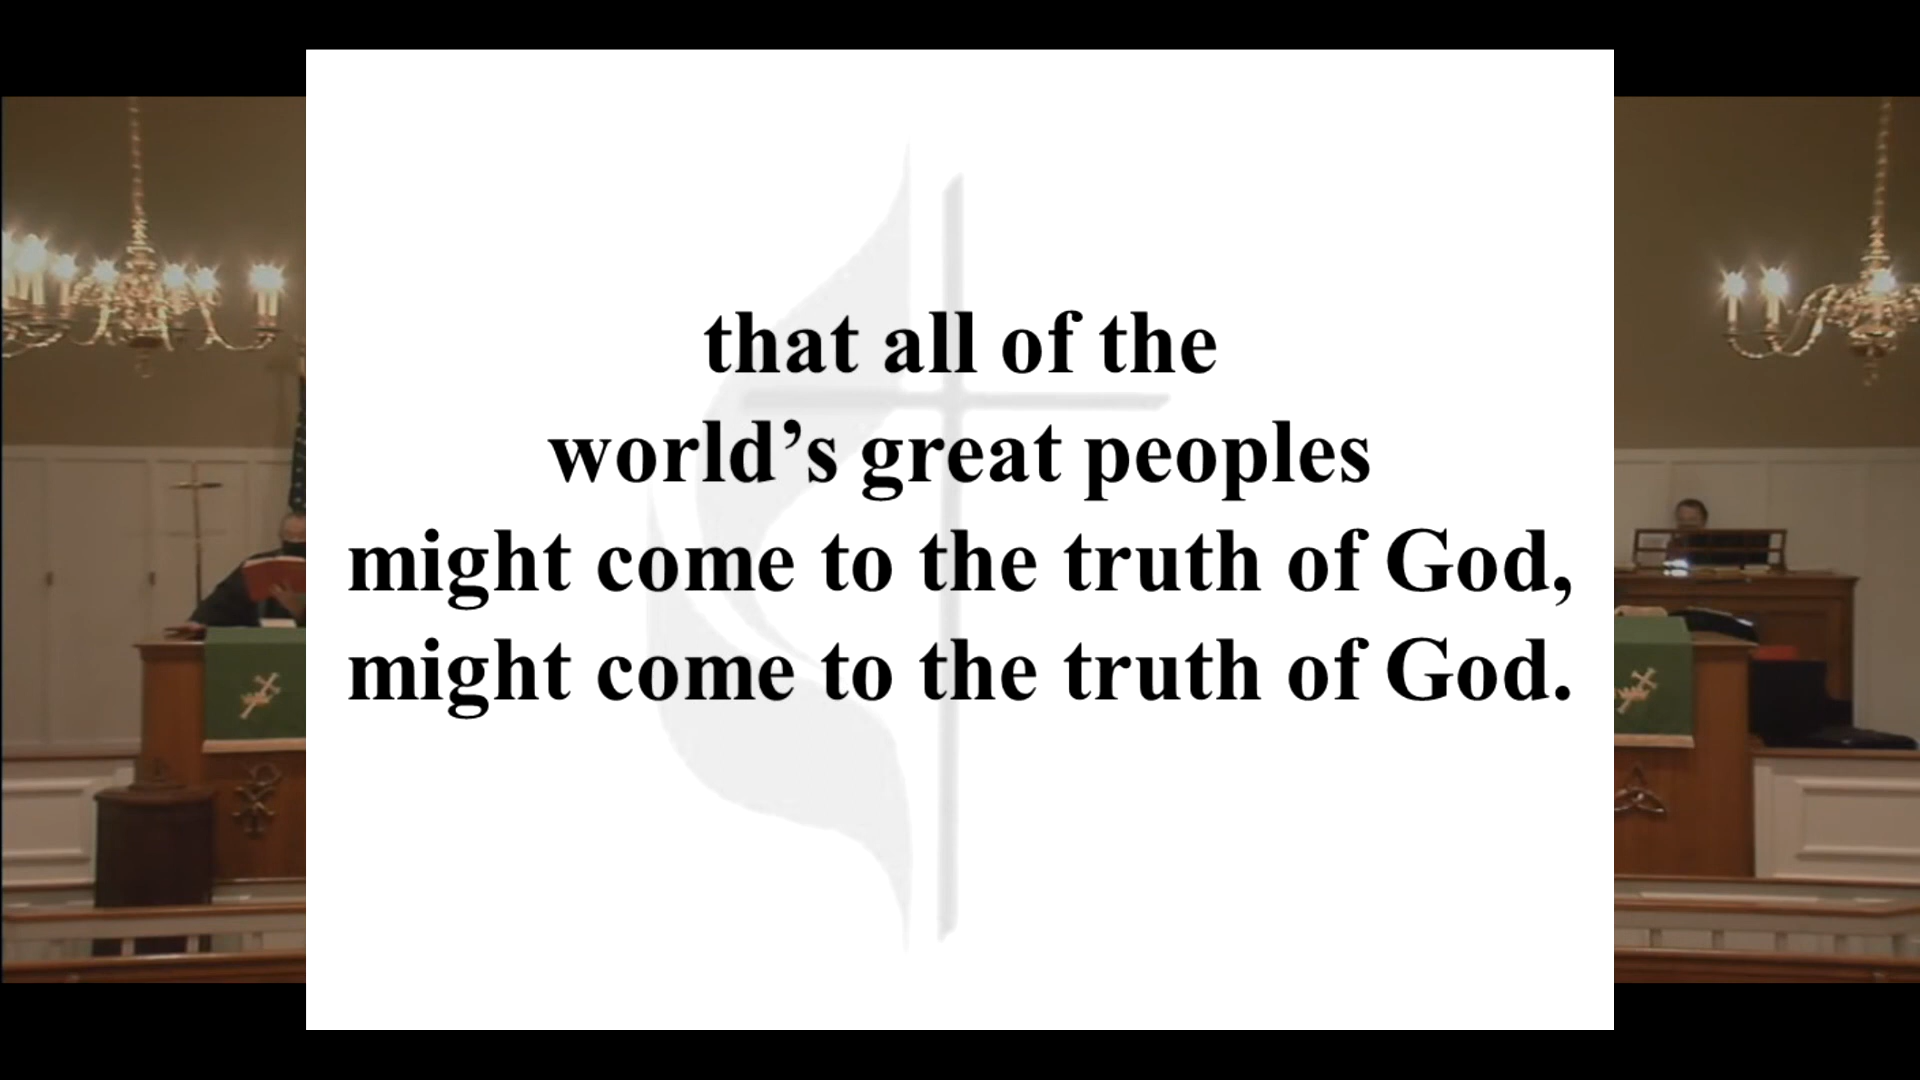 that all of the
world’s great peoples
might come to the truth of God,
might come to the truth of God.